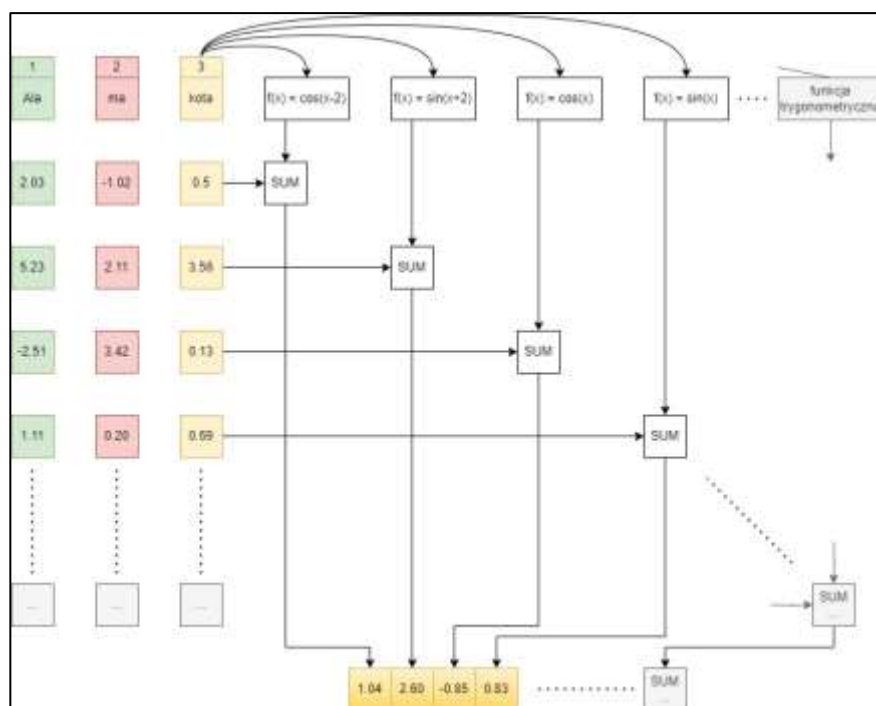 1 2 3
Ala ma kota
f(x) = cos(x-2) f(x) = sin(x+2) f(x) = cos(x) f(x) = sin(x) funkcja
trygonometryczna
2.03 -1.02 0.5 SUM
5.23 2.11 3.58 SUM
-2.51 3.42 0.13 SUM
1.11 0.20 0.69 SUM
... ... ... SUM
...
1.04 2.60 -0.85 0.83 SUM
...